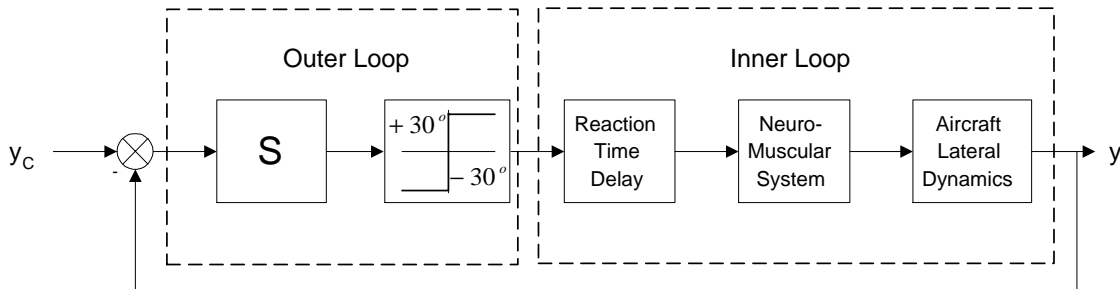 Outer Loop
Inner Loop
y_C
-
S
+30°
−30°
Reaction
Time
Delay
Neuro-
Muscular
System
Aircraft
Lateral
Dynamics
y